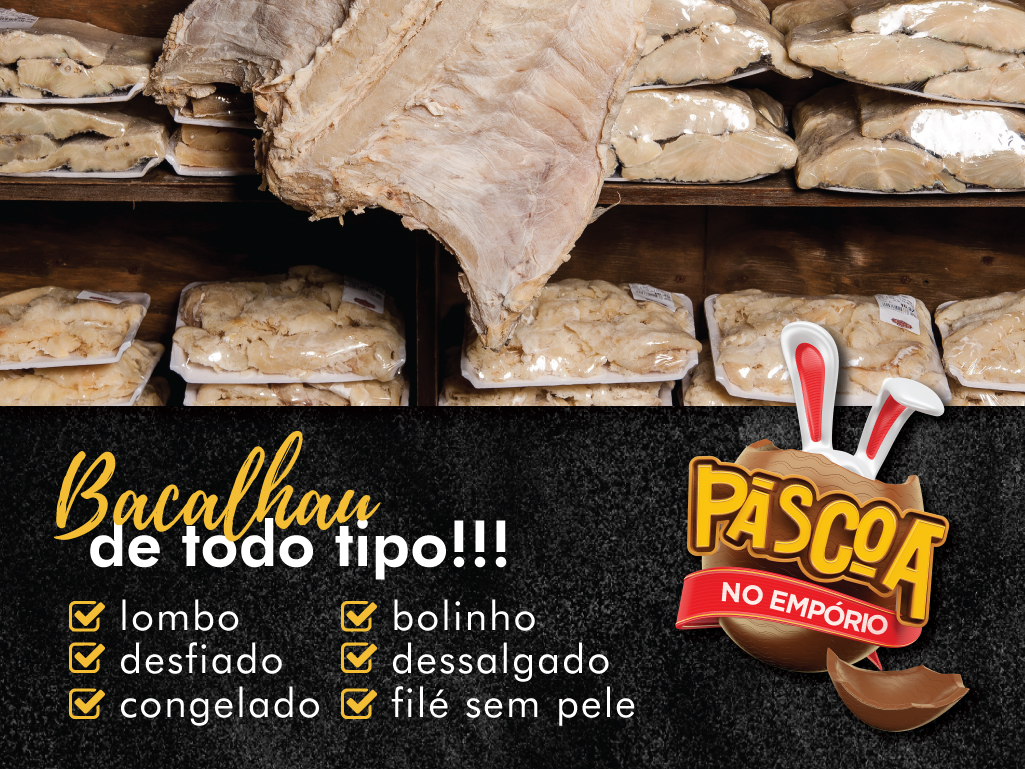 Bacalhau
de todo tipo!!!
lombo
desfiado
congelado
bolinho
dessalgado
filé sem pele
PÁSCOA
NO EMPÓRIO